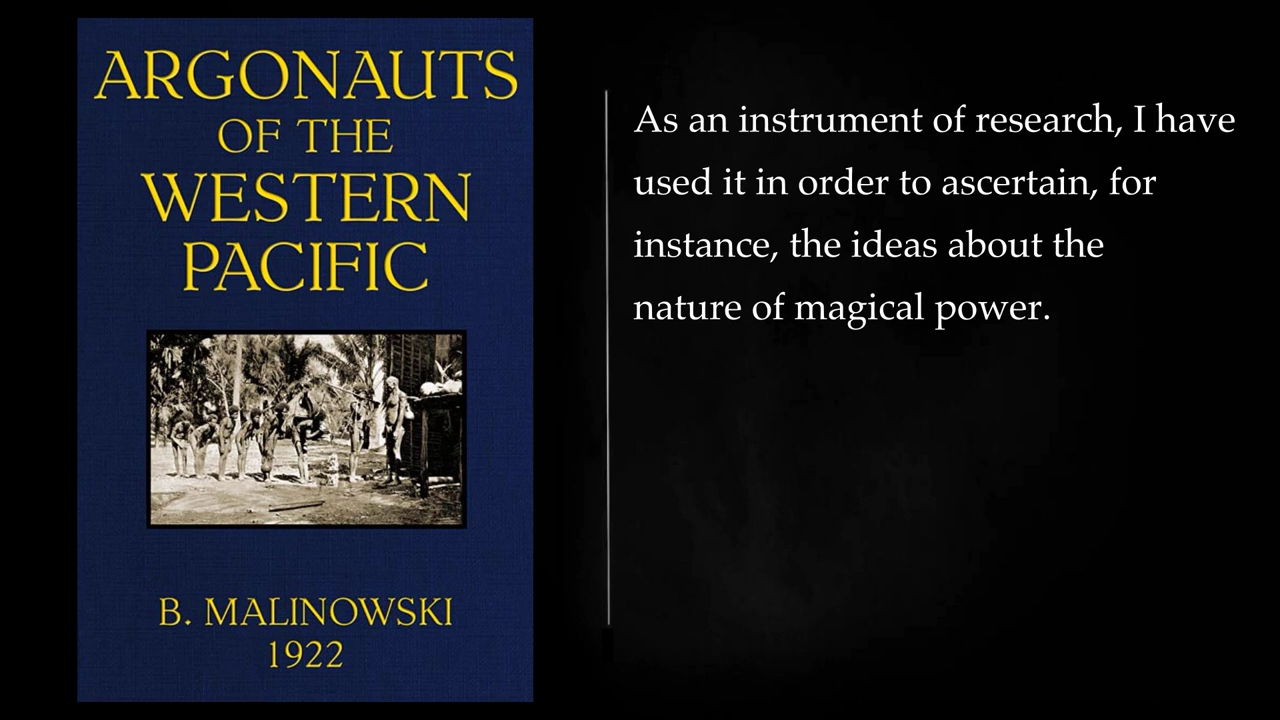 ARGONAUTS
OF THE
WESTERN
PACIFIC
B. MALINOWSKI
1922
As an instrument of research, I have
used it in order to ascertain, for
instance, the ideas about the
nature of magical power.